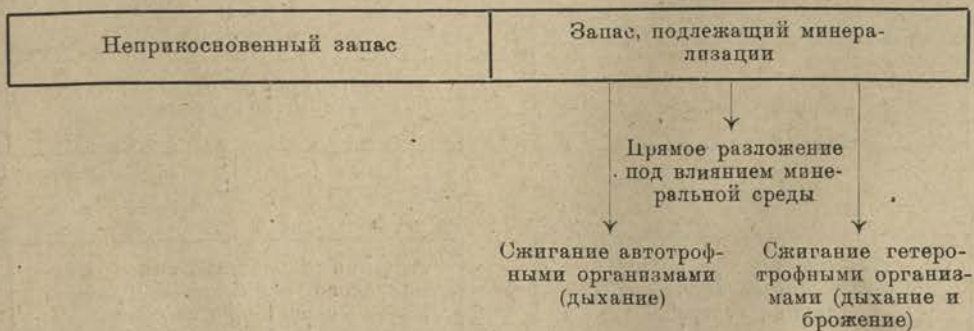 Неприкосновенный запас
Запас, подлежащий минера-
лизации
Прямое разложение
под влиянием мине-
ральной среды
Сжигание автотроф-
ными организмами
(дыхание)
Сжигание гетеро-
трофными организ-
мами (дыхание и
брожение)